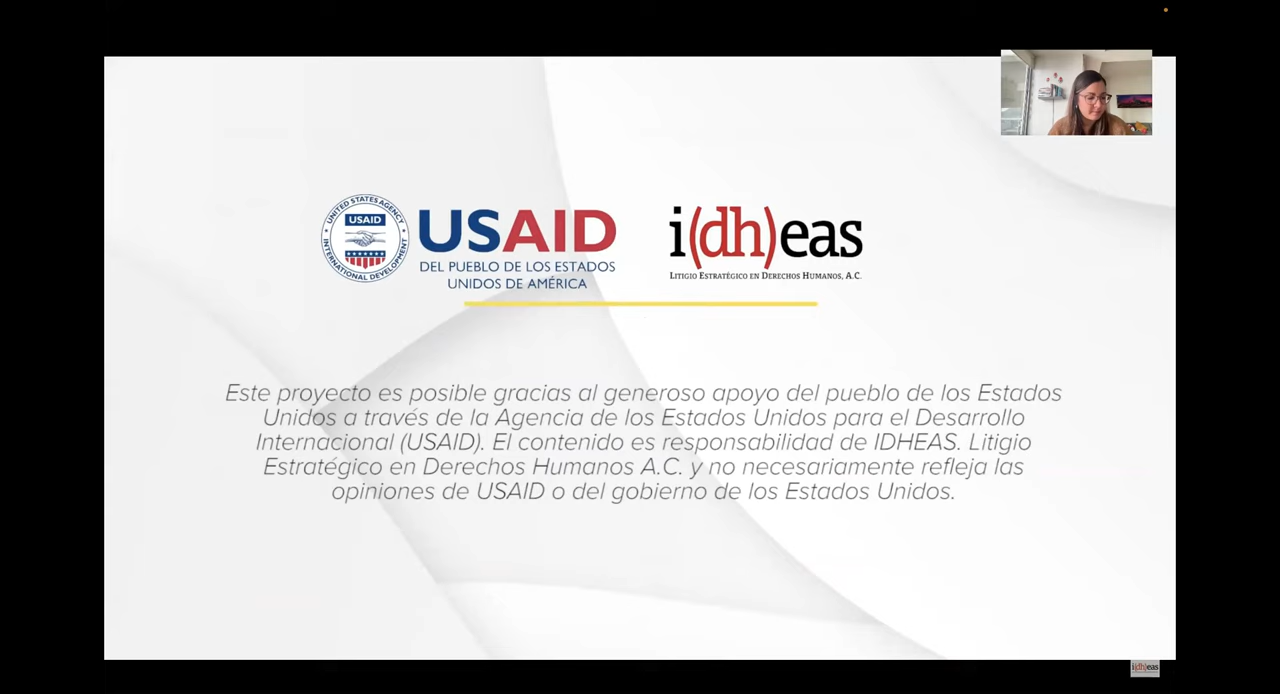 UNITED STATES AGENCY
USAID
INTERNATIONAL DEVELOPMENT
USAID
DEL PUEBLO DE LOS ESTADOS
UNIDOS DE AMÉRICA
i(dh)eas
LITIGIO ESTRATÉGICO EN DERECHOS HUMANOS, A.C.
Este proyecto es posible gracias al generoso apoyo del pueblo de los Estados
Unidos a través de la Agencia de los Estados Unidos para el Desarrollo
Internacional (USAID). El contenido es responsabilidad de IDHEAS. Litigio
Estratégico en Derechos Humanos A.C. y no necesariamente refleja las
opiniones de USAID o del gobierno de los Estados Unidos.
i(dh)eas